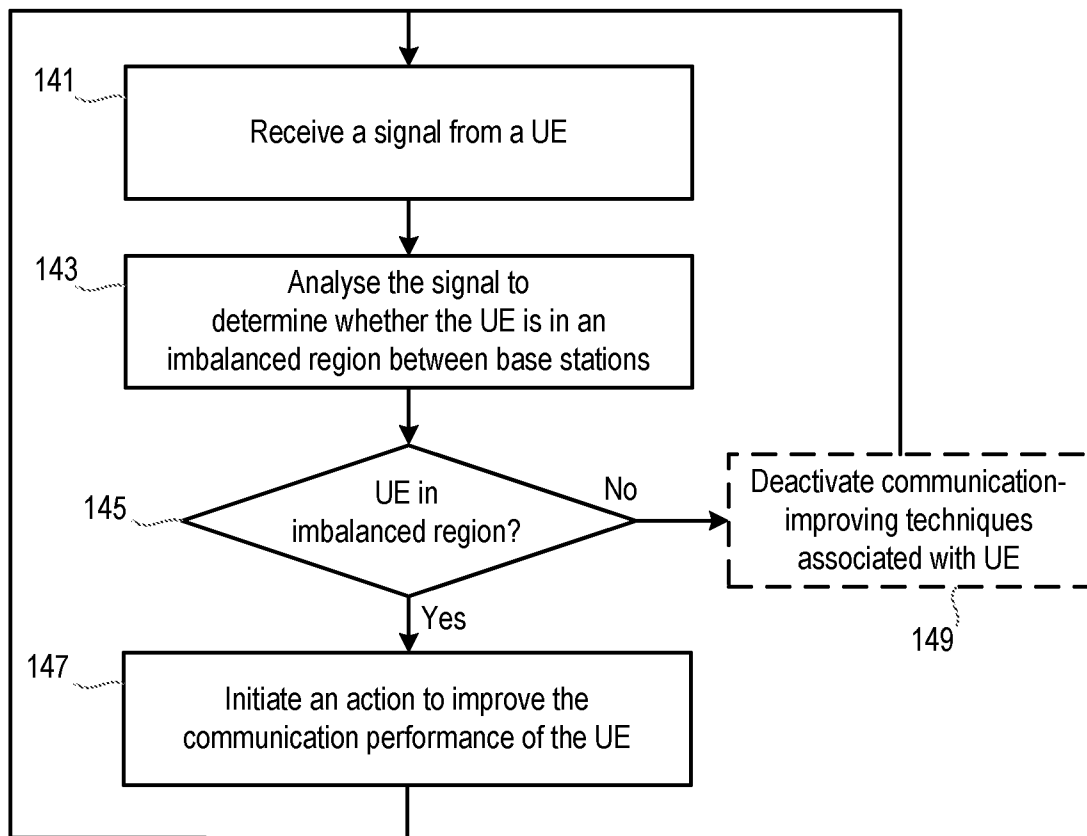 141
Receive a signal from a UE
143
Analyse the signal to
determine whether the UE is in an
imbalanced region between base stations
145
UE in
imbalanced region?
No
Deactivate communication-
improving techniques
associated with UE
149
Yes
147
Initiate an action to improve the
communication performance of the UE